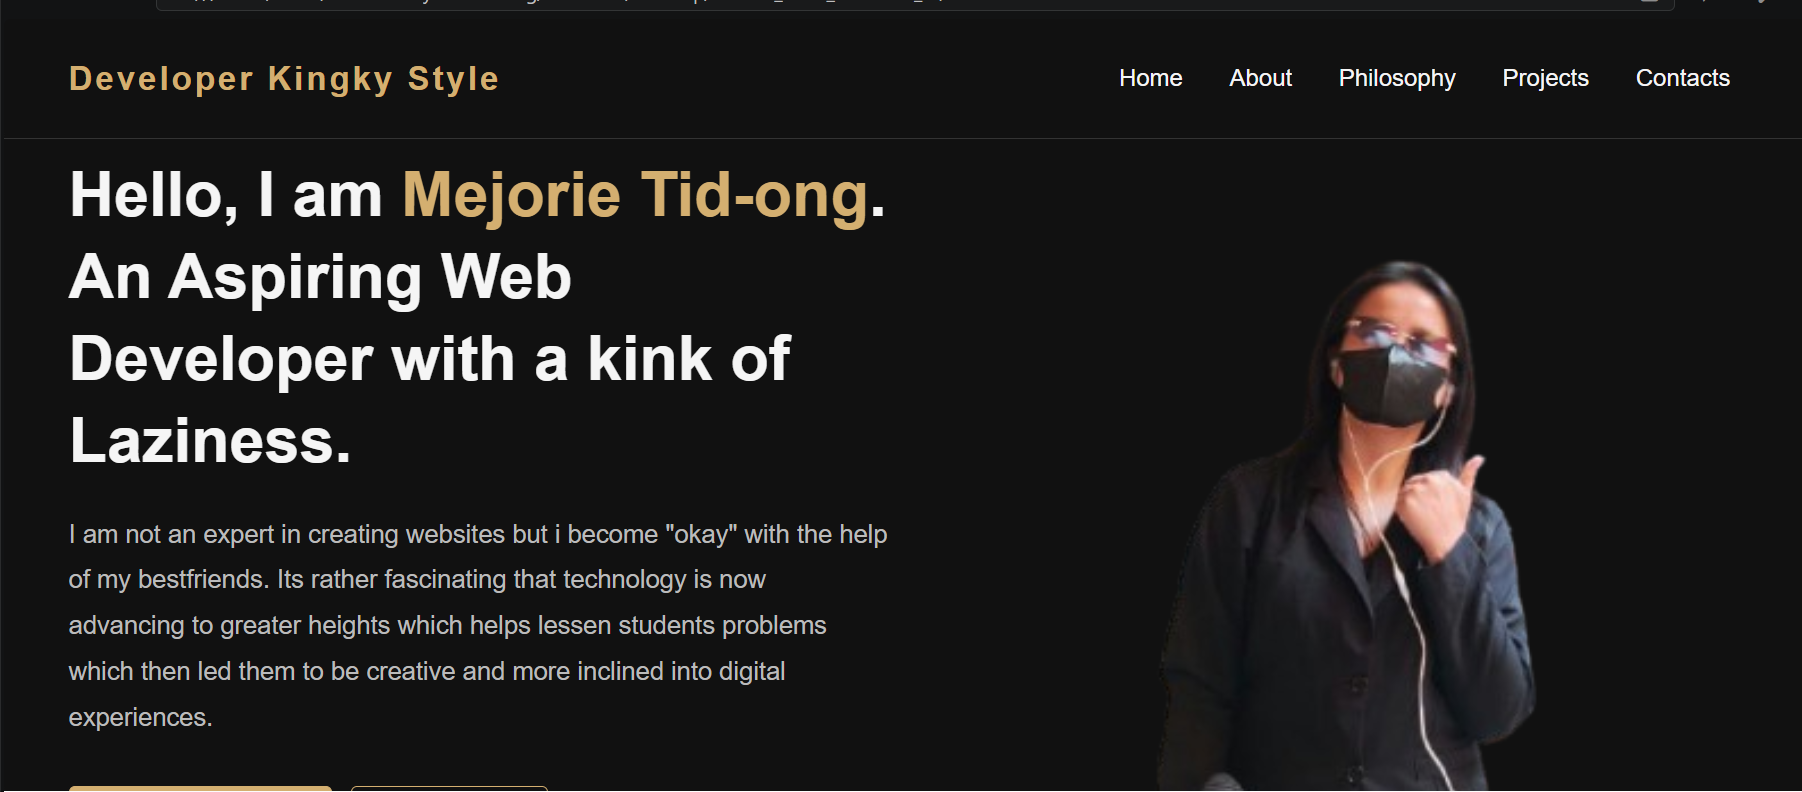 Developer Kingky Style
Home About Philosophy Projects Contacts
Hello, I am Mejorie Tid-ong.
An Aspiring Web
Developer with a kink of
Laziness.
I am not an expert in creating websites but i become "okay" with the help
of my bestfriends. Its rather fascinating that technology is now
advancing to greater heights which helps lessen students problems
which then led them to be creative and more inclined into digital
experiences.